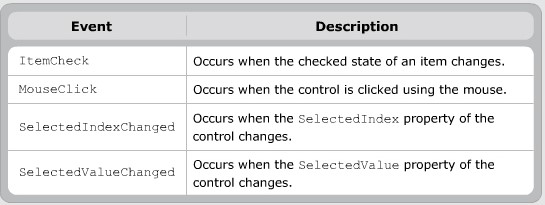 Event Description
ItemCheck Occurs when the checked state of an item changes.
MouseClick Occurs when the control is clicked using the mouse.
SelectedIndexChanged Occurs when the SelectedIndex property of the
control changes.
SelectedValueChanged Occurs when the SelectedValue property of the
control changes.